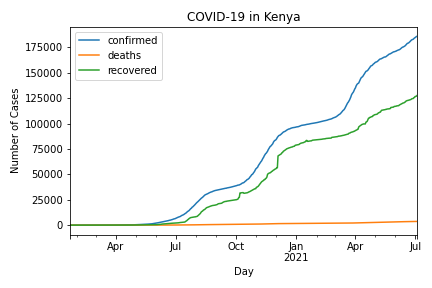 COVID-19 in Kenya
confirmed
deaths
recovered
Number of Cases
175000
150000
125000
100000
75000
50000
25000
0
Apr Jul Oct Jan Apr Jul
2021
Day